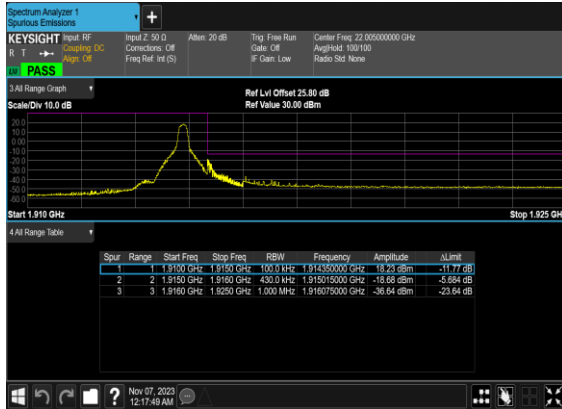 Spectrum Analyzer 1
Spurious Emissions
+
KEYSIGHT Input: RF Input Z: 50 Ω Atten: 20 dB Trig: Free Run Center Freq: 22.005000000 GHz
R T Coupling: DC Corrections: Off Gate: Off Avg|Hold: 100/100
Align: Off Freq Ref: Int (S) IF Gain: Low Radio Std: None
PASS
3 All Range Graph
Ref Lvl Offset 25.80 dB
Scale/Div 10.0 dB Ref Value 30.00 dBm
20.0
10.0
0.00
-10.0
-20.0
-30.0
-40.0
-50.0
-60.0
Start 1.910 GHz Stop 1.925 GH
4 All Range Table
Spur Range Start Freq Stop Freq RBW Frequency Amplitude ΔLimit
1 1 1.9100 GHz 1.9150 GHz 100.0 kHz 1.914350000 GHz 18.23 dBm -11.77 dB
2 2 1.9150 GHz 1.9160 GHz 430.0 kHz 1.915015000 GHz -18.68 dBm -5.684 dB
3 3 1.9160 GHz 1.9250 GHz 1.000 MHz 1.916075000 GHz -36.64 dBm -23.64 dB
? Nov 07, 2023
12:17:49 AM